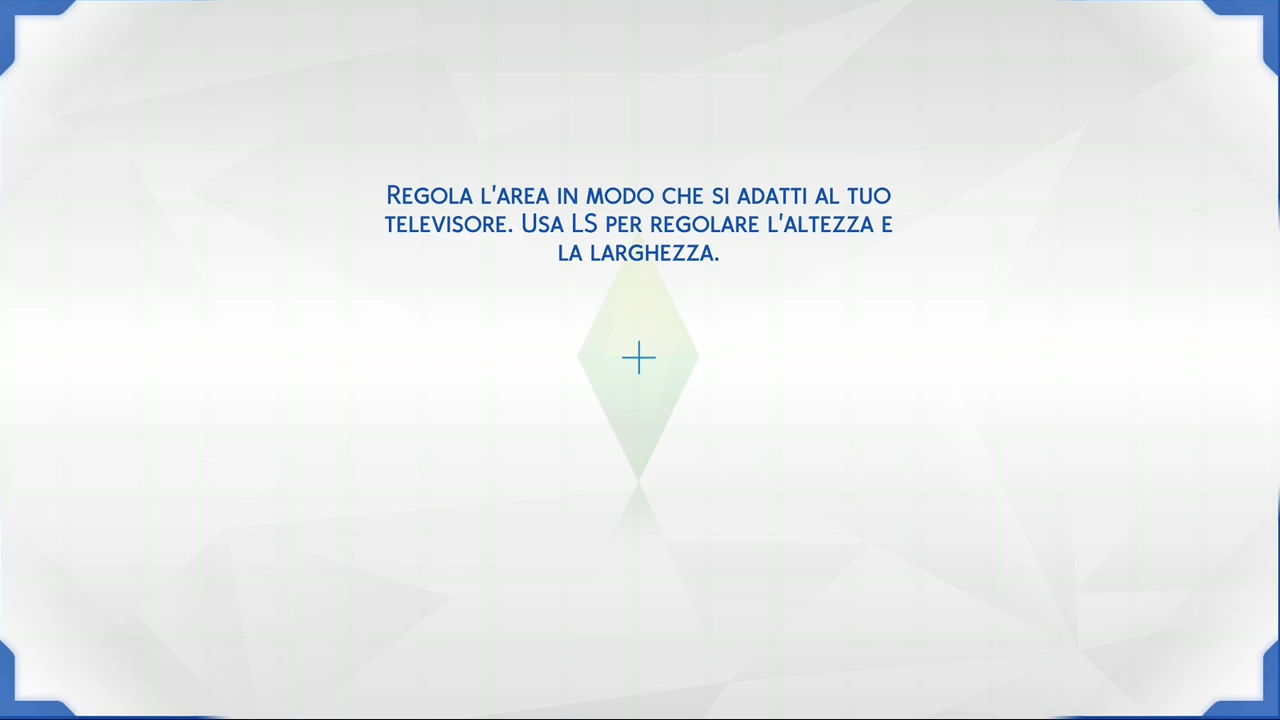 Regola l'area in modo che si adatti al tuo
televisore. Usa LS per regolare l'altezza e
la larghezza.